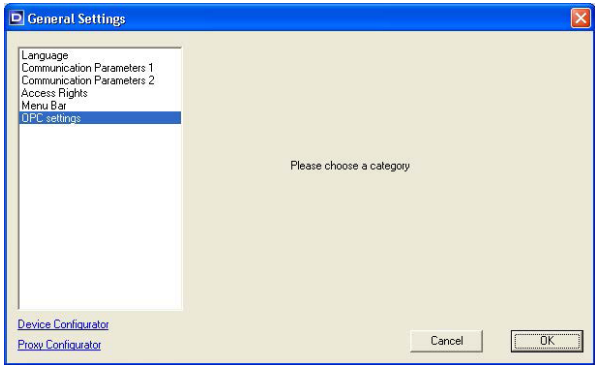 General Settings
Language
Communication Parameters 1
Communication Parameters 2
Access Rights
Menu Bar
OPC settings
Please choose a category
Device Configurator
Proxy Configurator
Cancel
OK